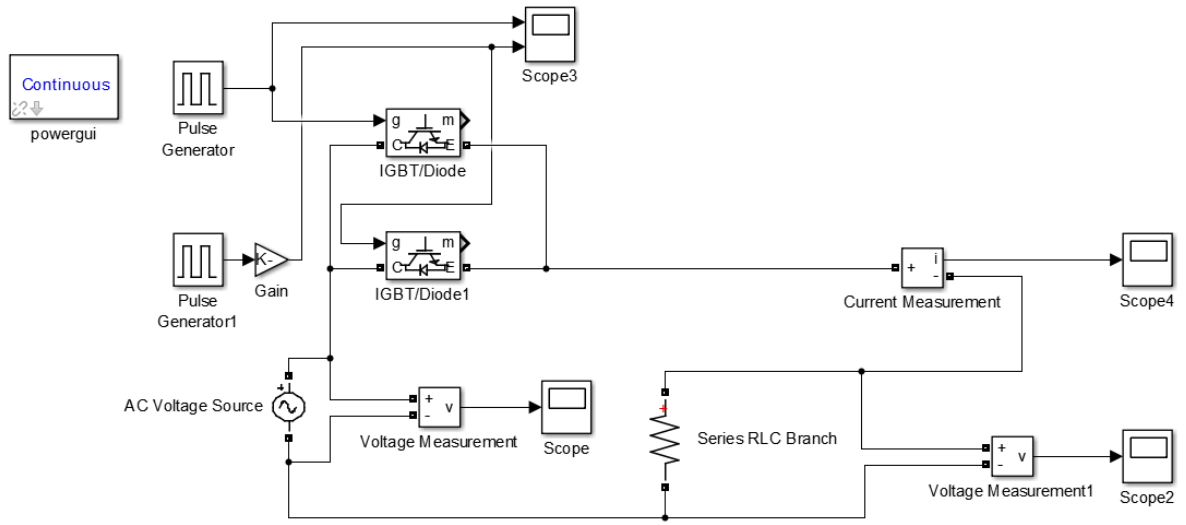 Scope3
Continuous
powergui
Pulse
Generator
g
m
C
E
IGBT/Diode
Pulse
Generator1
K-
Gain
g
m
C
E
IGBT/Diode1
+
i
-
Current Measurement
Scope4
+
AC Voltage Source
+
-
v
Voltage Measurement
Scope
+
Series RLC Branch
+
-
v
Voltage Measurement1
Scope2